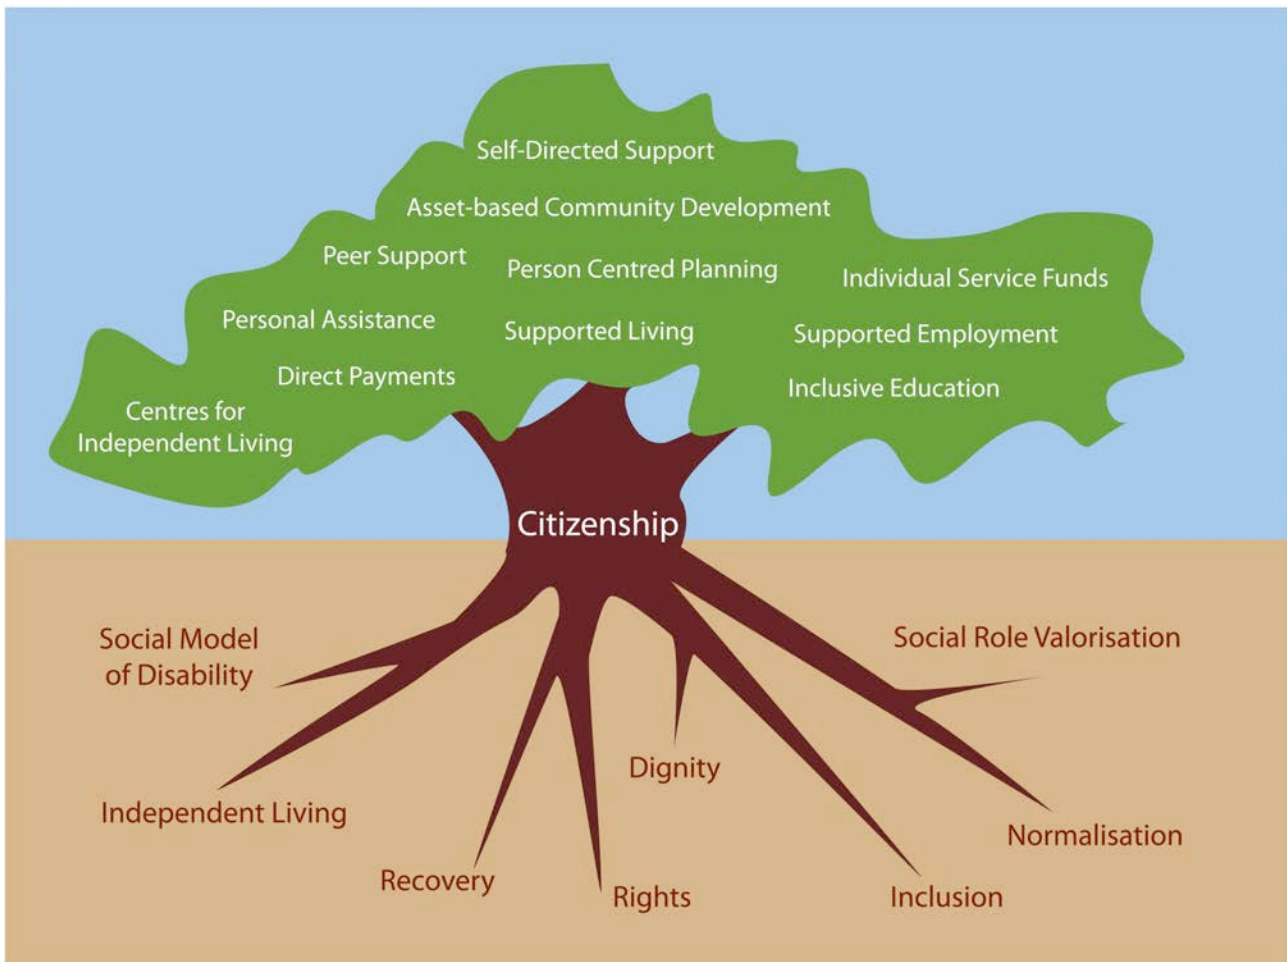 Self-Directed Support
Asset-based Community Development
Peer Support
Person Centred Planning
Individual Service Funds
Personal Assistance
Supported Living
Supported Employment
Direct Payments
Inclusive Education
Centres for
Independent Living
Citizenship
Social Model
of Disability
Social Role Valorisation
Dignity
Independent Living
Normalisation
Recovery
Rights
Inclusion